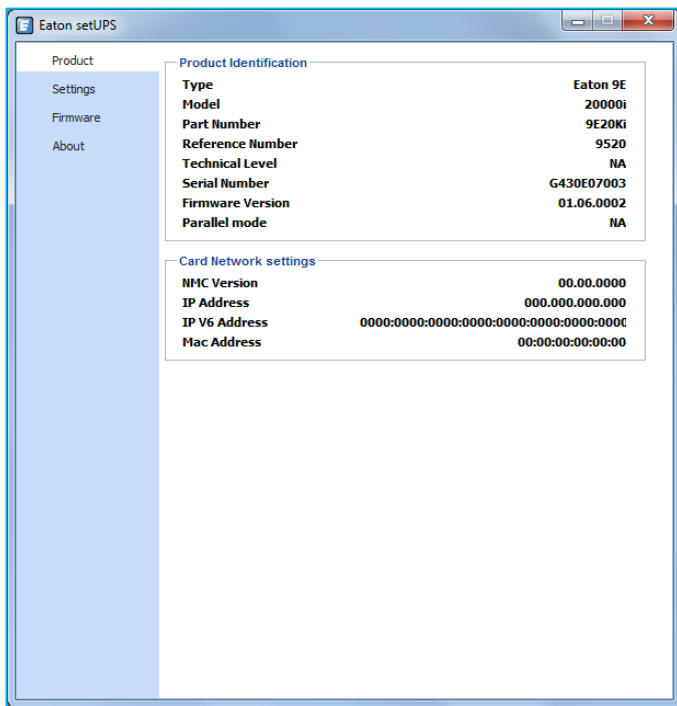 Eaton setUPS
Product
Settings
Firmware
About
Product Identification
Type Eaton 9E
Model 20000i
Part Number 9E20Ki
Reference Number 9520
Technical Level NA
Serial Number G430E07003
Firmware Version 01.06.0002
Parallel mode NA
Card Network settings
NMC Version 00.00.0000
IP Address 000.000.000.000
IP V6 Address 0000:0000:0000:0000:0000:0000:0000
Mac Address 00:00:00:00:00:00